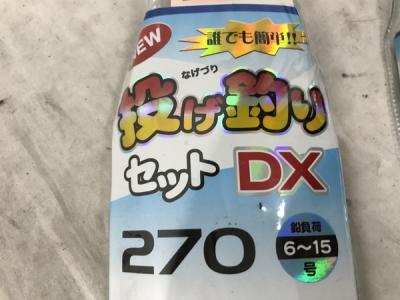 NEW
誰でも簡単!!
なげづり
投げ釣り
セット DX
270
鉛負荷
6～15
号